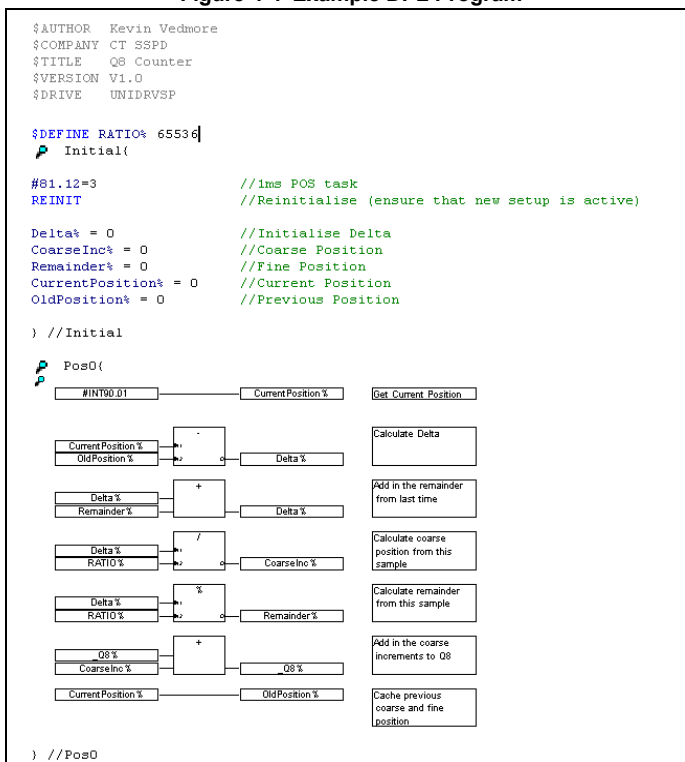 Figure 4-1 Example DPL Program
$AUTHOR Kevin Vedmore
$COMPANY CT SSPD
$TITLE Q8 Counter
$VERSION V1.0
$DRIVE UNIDRVSP
$DEFINE RATIO% 65536
Initial{
#81.12=3 //1ms POS task
REINIT //Reinitialise (ensure that new setup is active)
Delta% = 0 //Initialise Delta
CoarseInc% = 0 //Coarse Position
Remainder% = 0 //Fine Position
CurrentPosition% = 0 //Current Position
OldPosition% = 0 //Previous Position
} //Initial
Pos0{
#INT90.01 CurrentPosition% Get Current Position
-
CurrentPosition%
OldPosition% Delta%
Calculate Delta
+
Delta%
Remainder% Delta%
Add in the remainder
from last time
/
Delta%
RATIO% CoarseInc%
Calculate coarse
position from this
sample
%
Delta%
RATIO% Remainder%
Calculate remainder
from this sample
+
_Q8%
CoarseInc% _Q8%
Add in the coarse
increments to Q8
CurrentPosition% OldPosition%
Cache previous
coarse and fine
position
} //Pos0